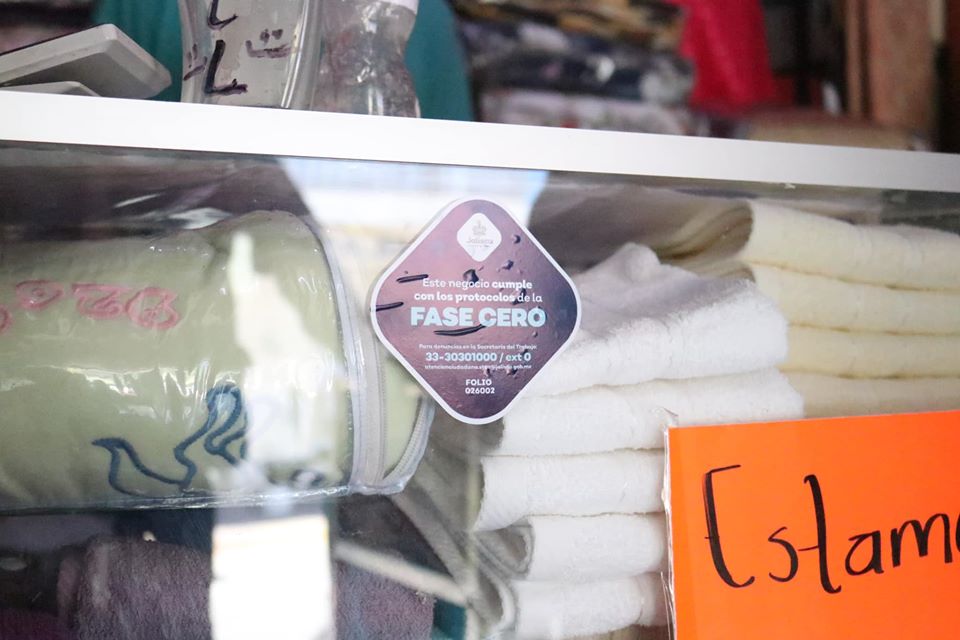 Jalisco
Este negocio cumple
con los protocolos de la
FASE CERO
Para denuncias en la Secretaría del Trabajo
33-30301000 / ext 0
FOLIO
026002
Estam